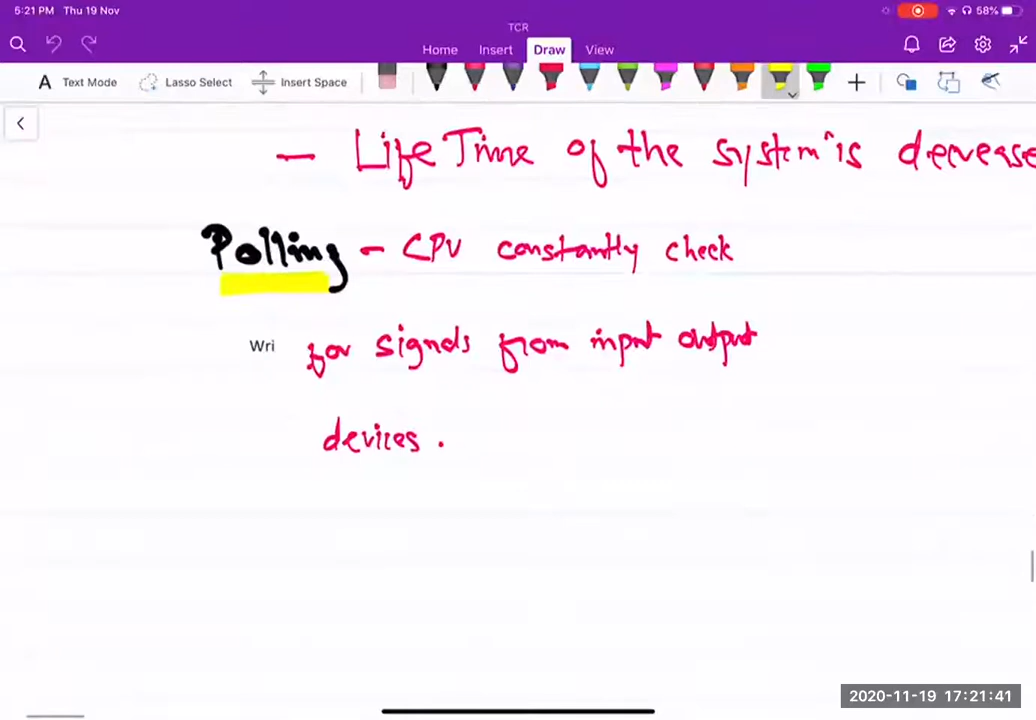 5:21 PM Thu 19 Nov
58%
TCR
Home Insert Draw View
A Text Mode Lasso Select Insert Space
- Life Time of the system is decrease
Polling - CPU constantly check
Wri for signals from input output
devices.
2020-11-19 17:21:41